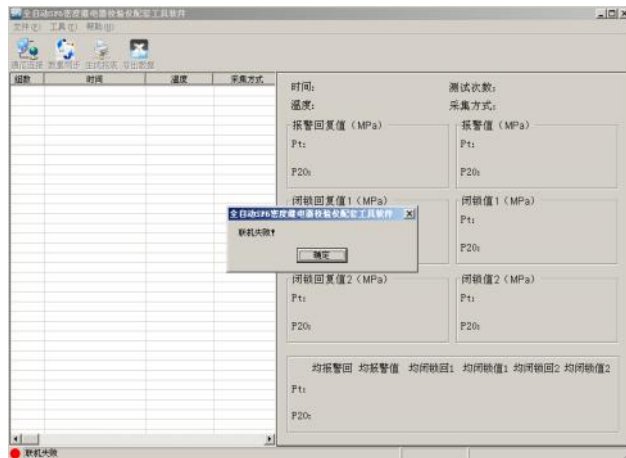 全自动SF6密度继电器校验仪配套工具软件
文件(F) 工具(T) 帮助(H)
通信连接 数据同步 生成报表 导出数据
组数 时间 温度 采集方式
时间: 测试次数:
温度: 采集方式:
报警回复值（MPa） 报警值（MPa）
Pt: Pt:
P20: P20:
闭锁回复值1（MPa） 闭锁值1（MPa）
Pt:
P20:
全自动SF6密度继电器校验仪配套工具软件
联机失败!
确定
闭锁回复值2（MPa） 闭锁值2（MPa）
Pt: Pt:
P20: P20:
均报警回 均报警值 均闭锁回1 均闭锁值1 均闭锁回2 均闭锁值2
Pt:
P20:
联机失败